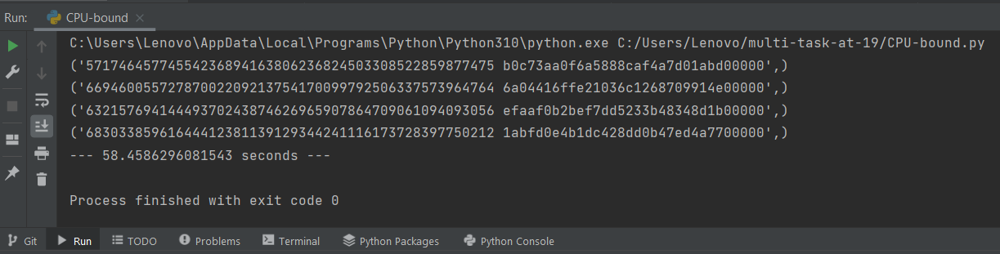 Run: CPU-bound
C:\Users\Lenovo\AppData\Local\Programs\Python\Python310\python.exe C:/Users/Lenovo/multi-task-at-19/CPU-bound.py
('57174645774554236894163806236824503308522859877475 b0c73aa0f6a5888caf4a7d01abd00000',)
('66946005572787002209213754170099792506337573964764 6a04416ffe21036c1268709914e00000',)
('63215769414449370243874626965907864709061094093056 efaaf0b2bef7dd5233b48348d1b00000',)
('68303385961644412381139129344241116173728397750212 1abfd0e4b1dc428dd0b47ed4a7700000',)
--- 58.4586296081543 seconds ---
Process finished with exit code 0
Git Run TODO Problems Terminal Python Packages Python Console